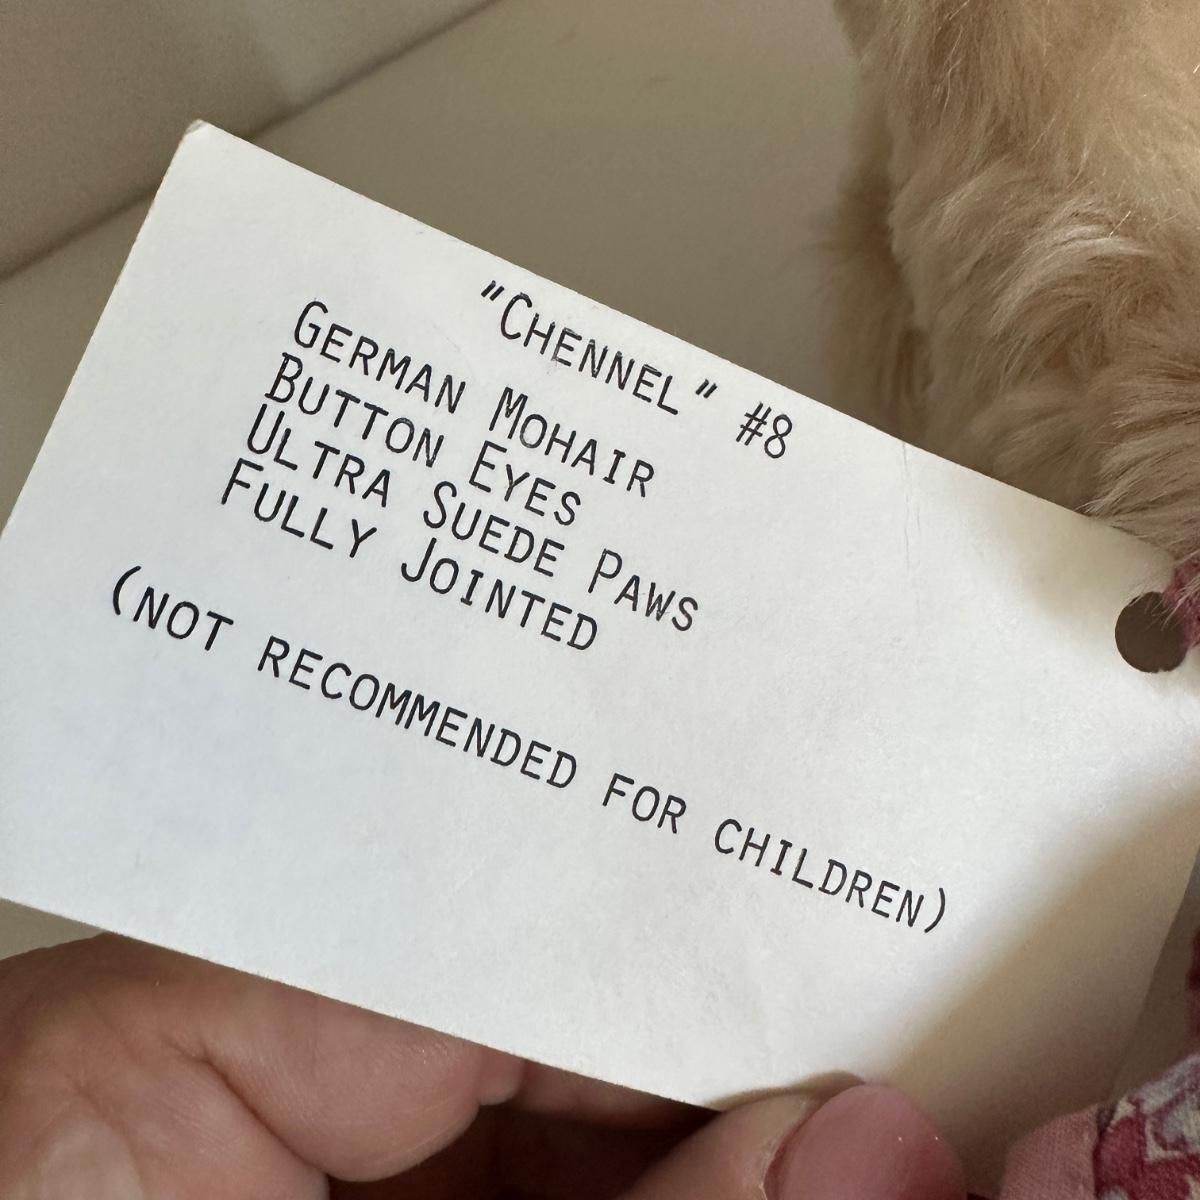 "CHENNEL" #8
GERMAN MOHAIR
BUTTON EYES
ULTRA SUEDE PAWS
FULLY JOINTED
(NOT RECOMMENDED FOR CHILDREN)